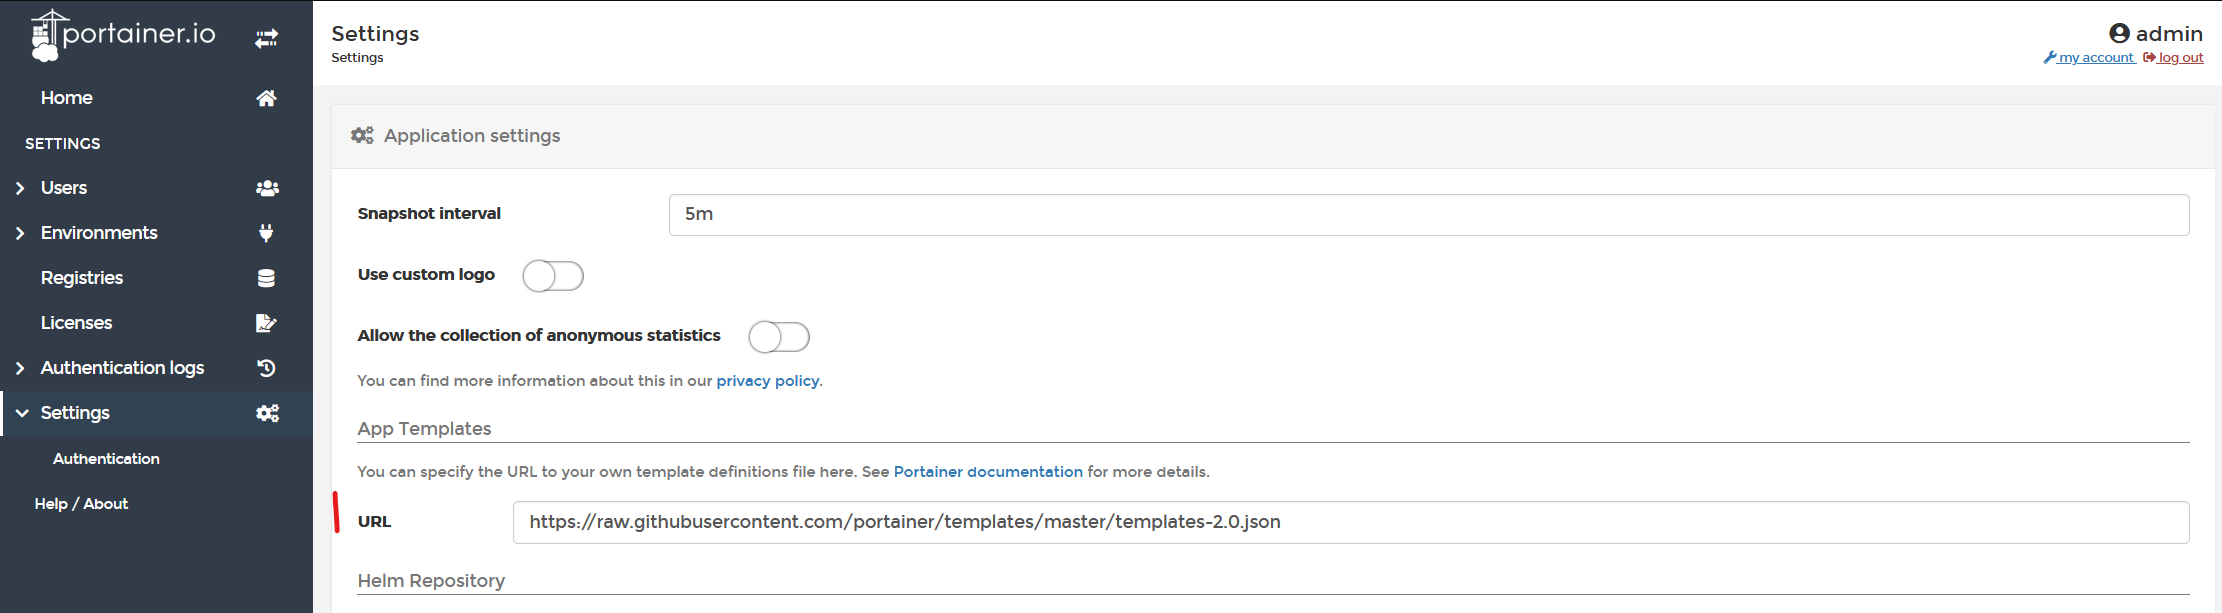 portainer.io
Home
SETTINGS
Users
Environments
Registries
Licenses
Authentication logs
Settings
Authentication
Help / About
Settings
Settings
admin
my account log out
Application settings
Snapshot interval 5m
Use custom logo
Allow the collection of anonymous statistics
You can find more information about this in our privacy policy.
App Templates
You can specify the URL to your own template definitions file here. See Portainer documentation for more details.
URL https://raw.githubusercontent.com/portainer/templates/master/templates-2.0.json
Helm Repository